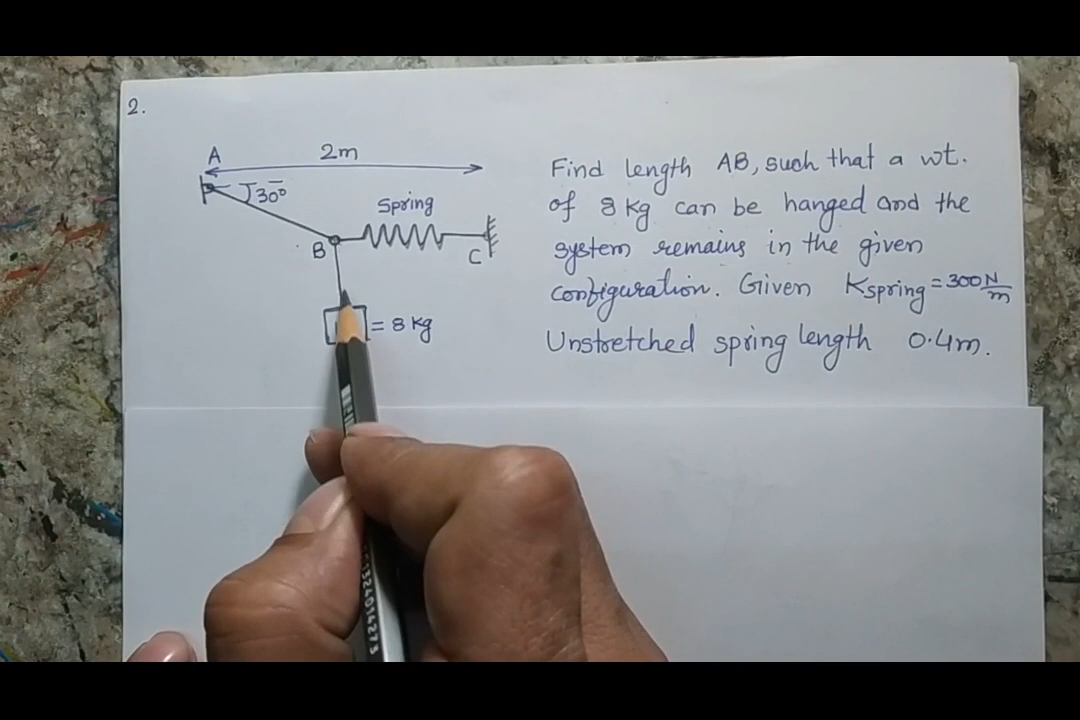 2.
A
2m
30°
Spring
B
C
= 8 kg
Find length AB, such that a wt.
of 8 kg can be hanged and the
system remains in the given
configuration. Given Kspring = 300 N/m
Unstretched spring length 0.4m.